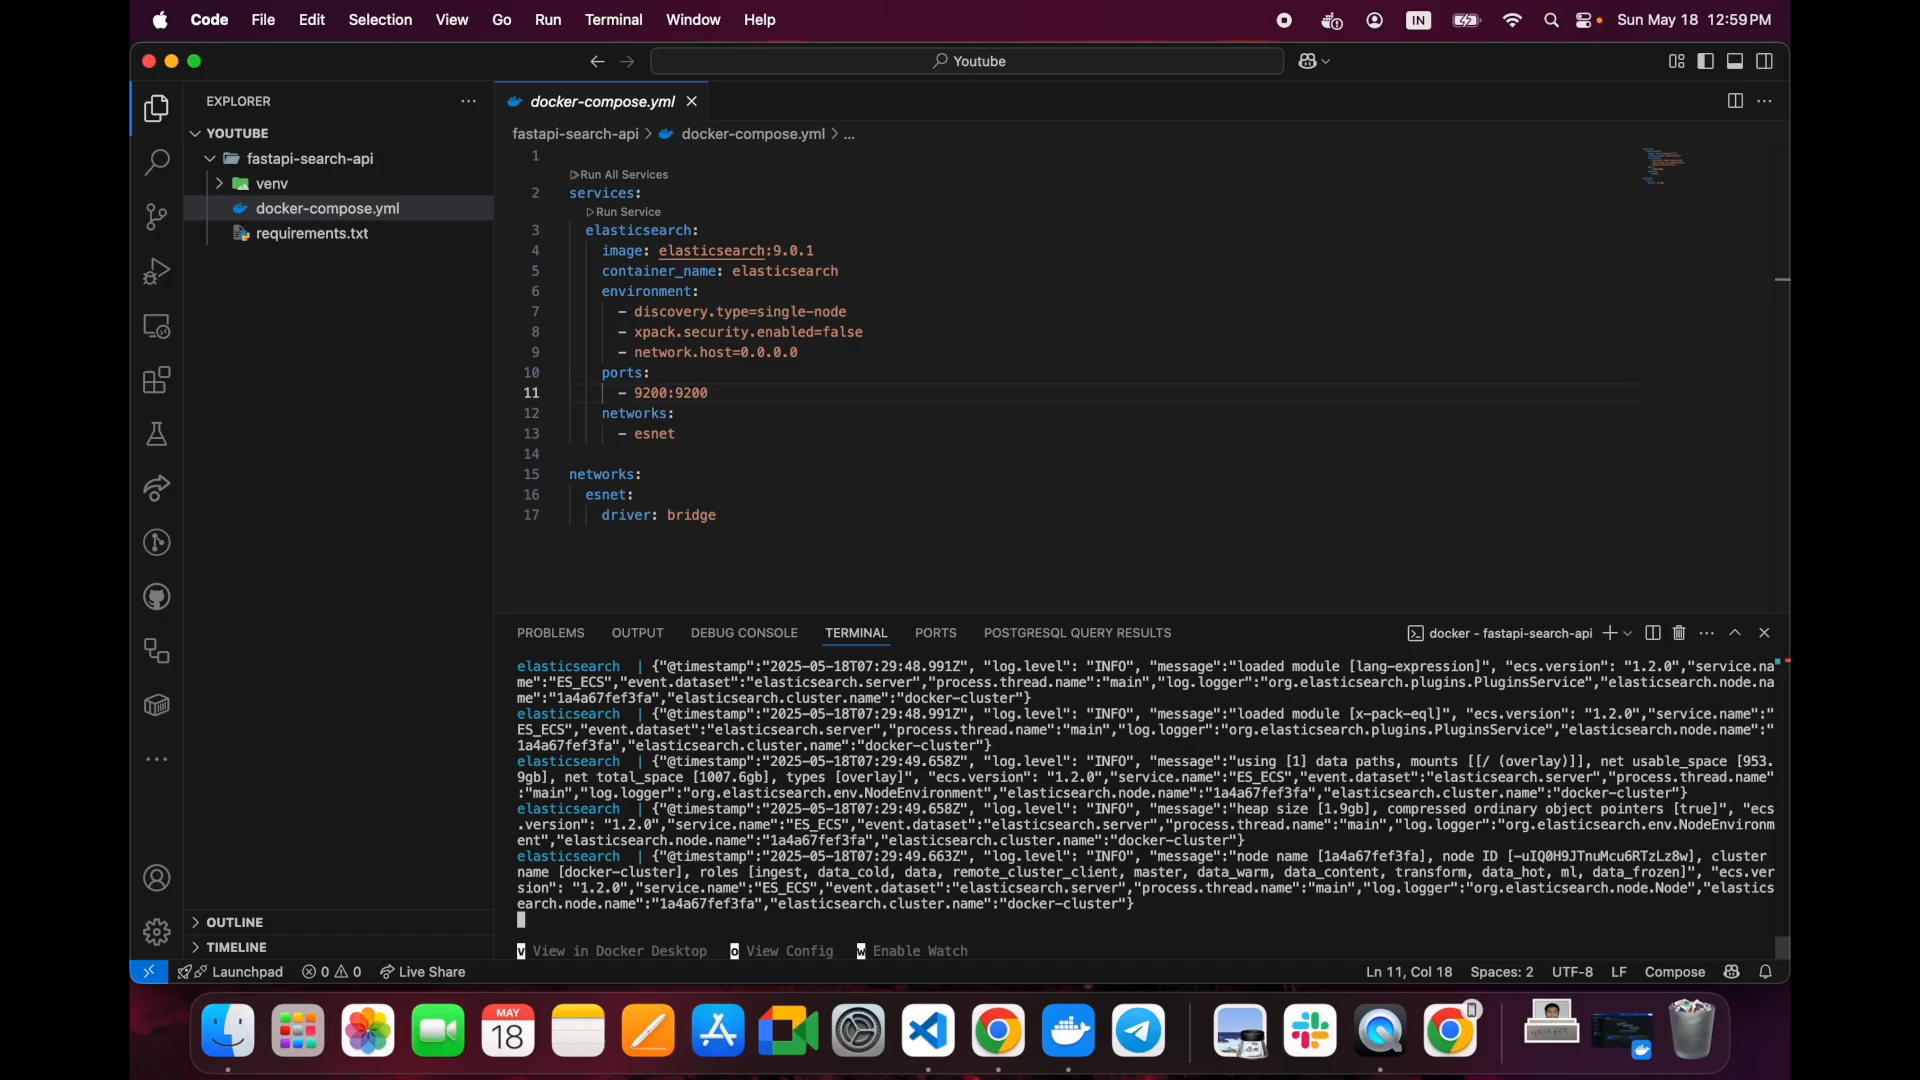 Code File Edit Selection View Go Run Terminal Window Help IN Sun May 18 12:59 PM
Youtube
EXPLORER
docker-compose.yml
YOUTUBE
fastapi-search-api > docker-compose.yml > ...
fastapi-search-api
venv
docker-compose.yml
requirements.txt
1
Run All Services
2 services:
Run Service
3 elasticsearch:
4 image: elasticsearch:9.0.1
5 container_name: elasticsearch
6 environment:
7 - discovery.type=single-node
8 - xpack.security.enabled=false
9 - network.host=0.0.0.0
10 ports:
11 - 9200:9200
12 networks:
13 - esnet
14
15 networks:
16 esnet:
17 driver: bridge
PROBLEMS OUTPUT DEBUG CONSOLE TERMINAL PORTS POSTGRESQL QUERY RESULTS docker - fastapi-search-api
elasticsearch | {"@timestamp":"2025-05-18T07:29:48.991Z", "log.level": "INFO", "message":"loaded module [lang-expression]", "ecs.version": "1.2.0","service.na
me":"ES_ECS","event.dataset":"elasticsearch.server","process.thread.name":"main","log.logger":"org.elasticsearch.plugins.PluginsService","elasticsearch.node.na
me":"1a4a67fef3fa","elasticsearch.cluster.name":"docker-cluster"}
elasticsearch | {"@timestamp":"2025-05-18T07:29:48.991Z", "log.level": "INFO", "message":"loaded module [x-pack-eql]", "ecs.version": "1.2.0","service.name":"
ES_ECS","event.dataset":"elasticsearch.server","process.thread.name":"main","log.logger":"org.elasticsearch.plugins.PluginsService","elasticsearch.node.name":"
1a4a67fef3fa","elasticsearch.cluster.name":"docker-cluster"}
elasticsearch | {"@timestamp":"2025-05-18T07:29:49.658Z", "log.level": "INFO", "message":"using [1] data paths, mounts [[/ (overlay)]], net usable_space [953.
9gb], net total_space [1007.6gb], types [overlay]", "ecs.version": "1.2.0","service.name":"ES_ECS","event.dataset":"elasticsearch.server","process.thread.name"
:"main","log.logger":"org.elasticsearch.env.NodeEnvironment","elasticsearch.node.name":"1a4a67fef3fa","elasticsearch.cluster.name":"docker-cluster"}
elasticsearch | {"@timestamp":"2025-05-18T07:29:49.658Z", "log.level": "INFO", "message":"heap size [1.9gb], compressed ordinary object pointers [true]", "ecs
.version": "1.2.0","service.name":"ES_ECS","event.dataset":"elasticsearch.server","process.thread.name":"main","log.logger":"org.elasticsearch.env.NodeEnvironm
ent","elasticsearch.node.name":"1a4a67fef3fa","elasticsearch.cluster.name":"docker-cluster"}
elasticsearch | {"@timestamp":"2025-05-18T07:29:49.663Z", "log.level": "INFO", "message":"node name [1a4a67fef3fa], node ID [-uIQ0H9JTnuMcu6RTzLz8w], cluster
name [docker-cluster], roles [ingest, data_cold, data, remote_cluster_client, master, data_warm, data_content, transform, data_hot, ml, data_frozen]", "ecs.ver
sion": "1.2.0","service.name":"ES_ECS","event.dataset":"elasticsearch.server","process.thread.name":"main","log.logger":"org.elasticsearch.node.Node","elastics
earch.node.name":"1a4a67fef3fa","elasticsearch.cluster.name":"docker-cluster"}
v View in Docker Desktop o View Config w Enable Watch
OUTLINE
TIMELINE
Launchpad 0 0 Live Share Ln 11, Col 18 Spaces: 2 UTF-8 LF Compose
MAY
18